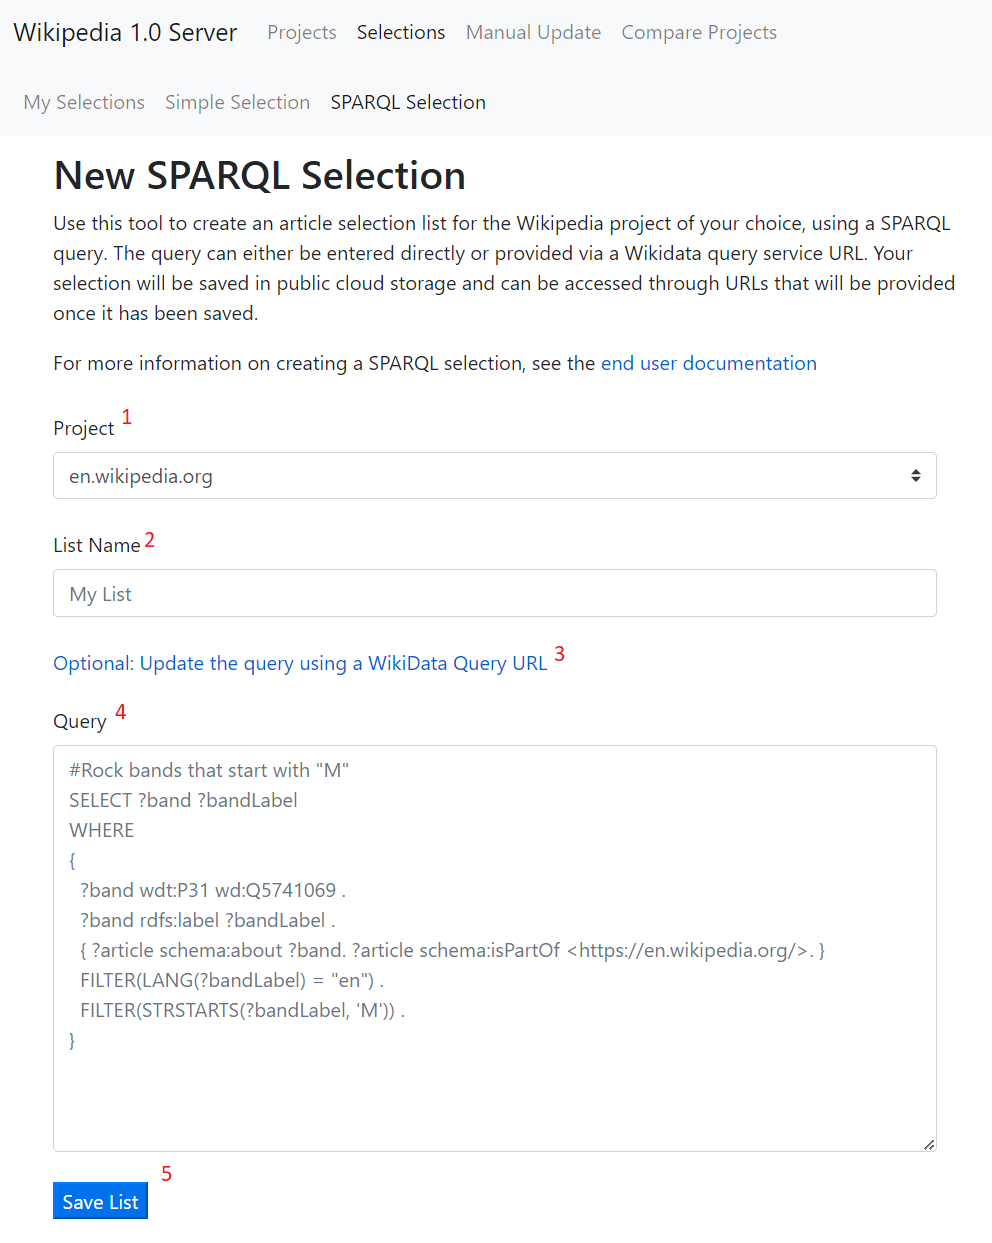 Wikipedia 1.0 Server Projects Selections Manual Update Compare Projects
My Selections Simple Selection SPARQL Selection
New SPARQL Selection
Use this tool to create an article selection list for the Wikipedia project of your choice, using a SPARQL
query. The query can either be entered directly or provided via a Wikidata query service URL. Your
selection will be saved in public cloud storage and can be accessed through URLs that will be provided
once it has been saved.
For more information on creating a SPARQL selection, see the end user documentation
Project 1
en.wikipedia.org
List Name 2
My List
Optional: Update the query using a WikiData Query URL 3
Query 4
#Rock bands that start with "M"
SELECT ?band ?bandLabel
WHERE
{
?band wdt:P31 wd:Q5741069 .
?band rdfs:label ?bandLabel .
{ ?article schema:about ?band. ?article schema:isPartOf <https://en.wikipedia.org/>. }
FILTER(LANG(?bandLabel) = "en") .
FILTER(STRSTARTS(?bandLabel, 'M')) .
}
5
Save List